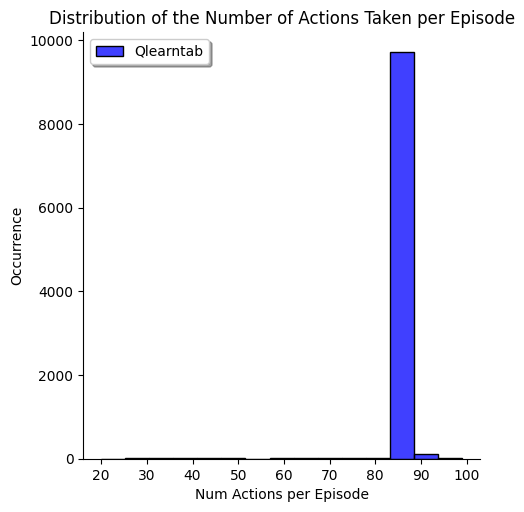 Distribution of the Number of Actions Taken per Episode
Qlearntab
10000
8000
6000
4000
2000
0
Occurrence
20 30 40 50 60 70 80 90 100
Num Actions per Episode